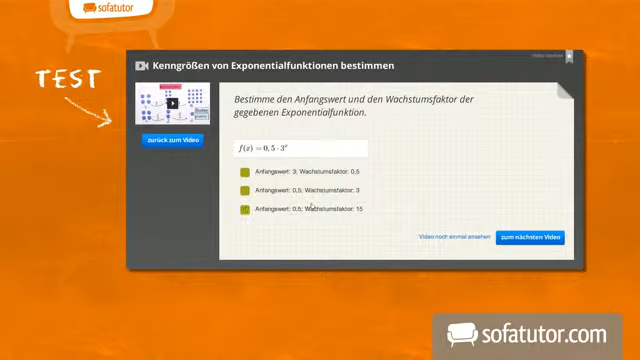 sofatutor
TEST
Video merken
Kenngrößen von Exponentialfunktionen bestimmen
Bestimme den Anfangswert und den Wachstumsfaktor der
gegebenen Exponentialfunktion.
zurück zum Video
f(x) = 0, 5 · 3ˣ
Anfangswert: 3; Wachstumsfaktor: 0,5
Anfangswert: 0,5; Wachstumsfaktor: 3
Anfangswert: 0,5; Wachstumsfaktor: 15
Video noch einmal ansehen
zum nächsten Video
sofatutor.com